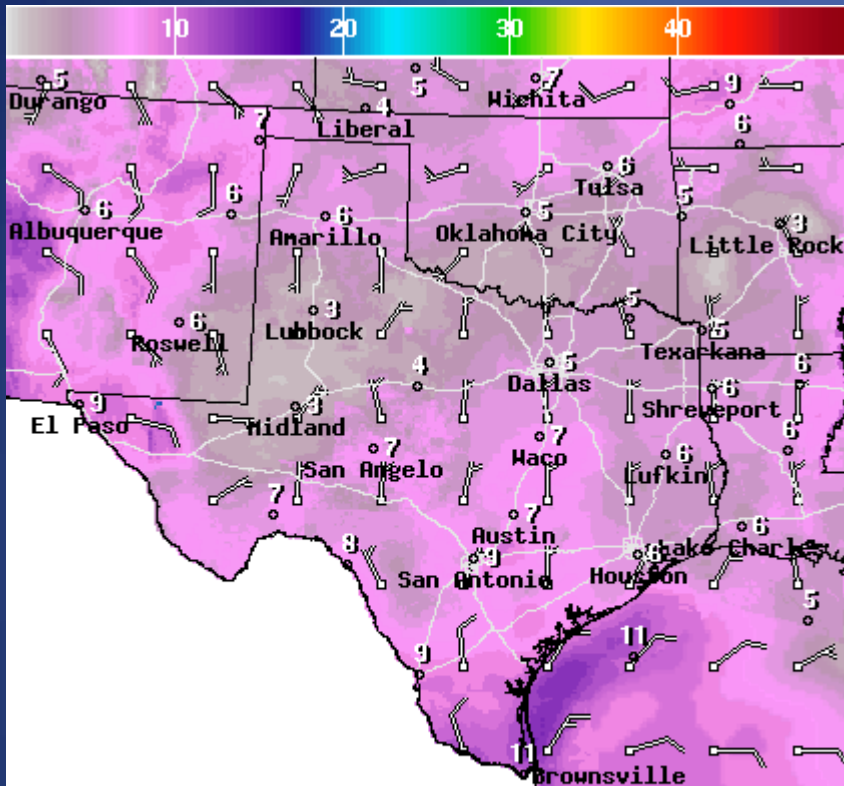 10 20 30 40
5 5 7 9
Durango Wichita
4
Liberal
7 6
6 Tulsa
6 6 6 5 5 3
Albuquerque Amarillo Oklahoma City Little Rock
6 3 5 5
Roswell Lubbock Texarkana
4 5 6 6
Dallas
9 3 Shreveport
El Paso Midland
7 7 6 6
San Angelo Waco Lufkin
7 7 6
Austin
8 9 6 Lake Charles
San Antonio Houston
5
9 11
11
Brownsville